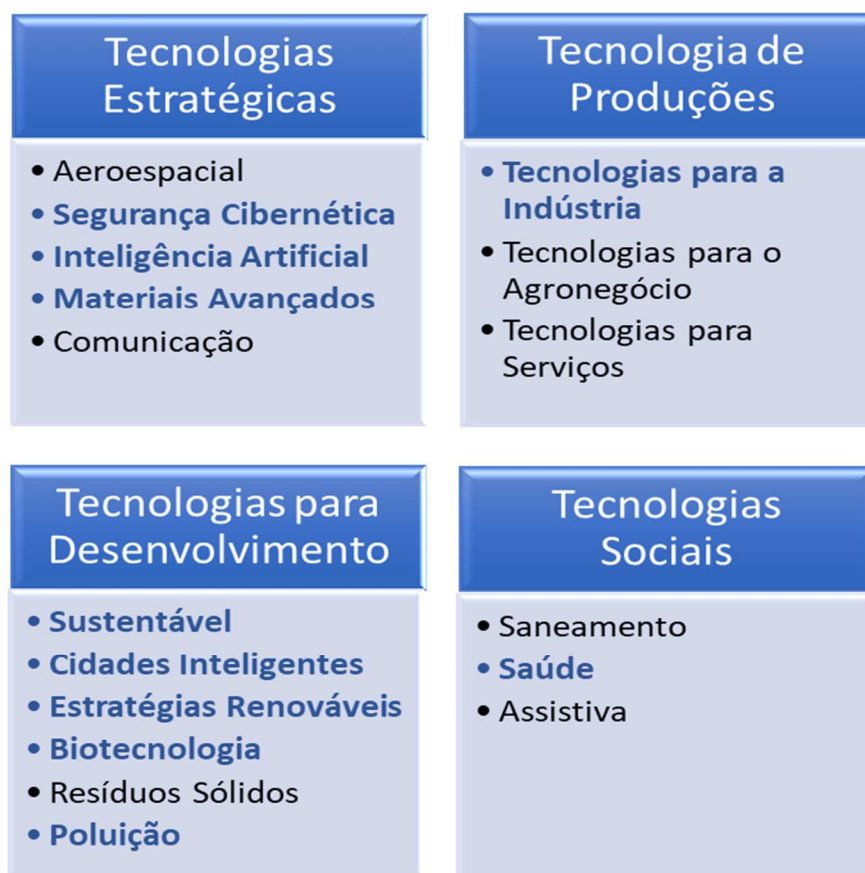 Tecnologias
Estratégicas
• Aeroespacial
• Segurança Cibernética
• Inteligência Artificial
• Materiais Avançados
• Comunicação
Tecnologia de
Produções
• Tecnologias para a
Indústria
• Tecnologias para o
Agronegócio
• Tecnologias para
Serviços
Tecnologias para
Desenvolvimento
• Sustentável
• Cidades Inteligentes
• Estratégias Renováveis
• Biotecnologia
• Resíduos Sólidos
• Poluição
Tecnologias
Sociais
• Saneamento
• Saúde
• Assistiva